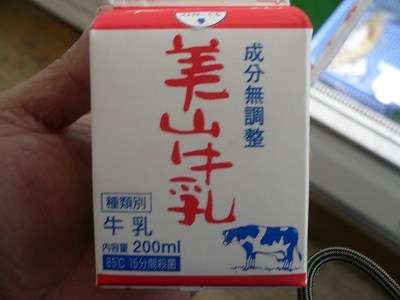 成分無調整
美山牛乳
種類別
牛乳
内容量 200ml
85℃ 15分間殺菌